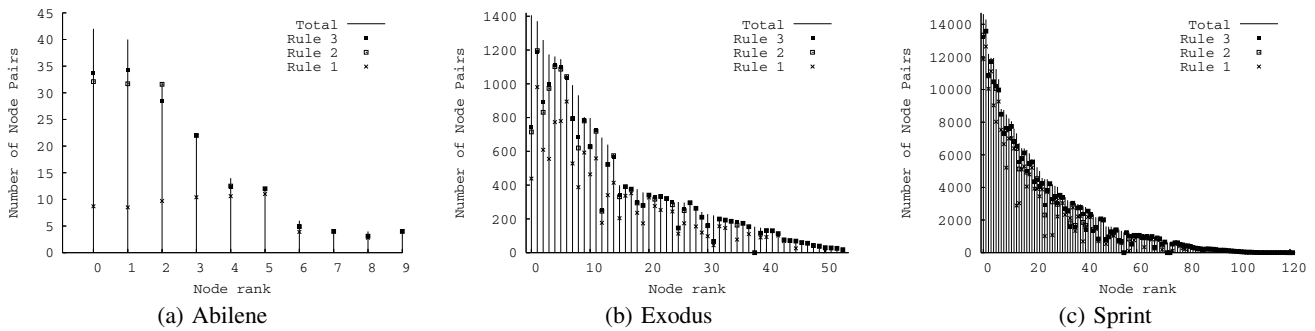 45
40
35
30
25
20
15
10
5
0
Number of Node Pairs
Total
Rule 3
Rule 2
Rule 1
0 1 2 3 4 5 6 7 8 9
Node rank
(a) Abilene
1400
1200
1000
800
600
400
200
0
Number of Node Pairs
Total
Rule 3
Rule 2
Rule 1
0 10 20 30 40 50
Node rank
(b) Exodus
14000
12000
10000
8000
6000
4000
2000
0
Number of Node Pairs
Total
Rule 3
Rule 2
Rule 1
0 20 40 60 80 100 120
Node rank
(c) Sprint